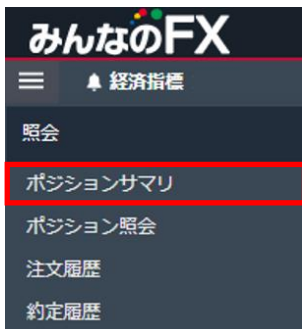 みんなのFX
経済指標
照会
ポジションサマリ
ポジション照会
注文履歴
約定履歴